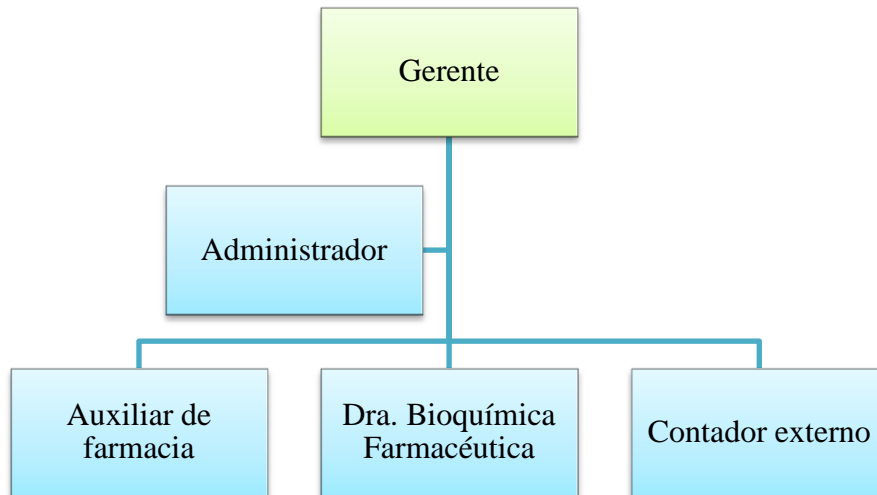 Gerente
Administrador
Auxiliar de
farmacia
Dra. Bioquímica
Farmacéutica
Contador externo